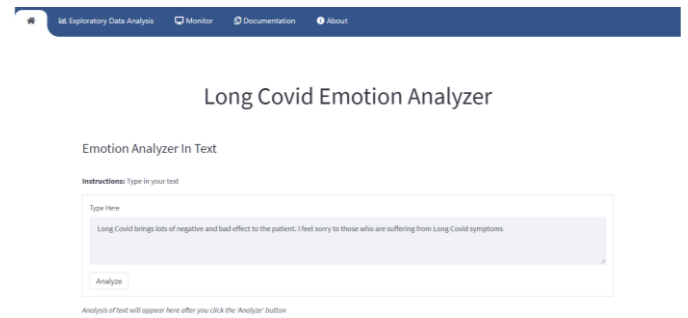 Exploratory Data Analysis Monitor Documentation About
Long Covid Emotion Analyzer
Emotion Analyzer In Text
Instructions: Type in your text
Type Here
Long Covid brings lots of negative and bad effect to the patient. I feel sorry to those who are suffering from Long Covid symptoms
Analyze
Analysis of text will appear here after you click the 'Analyze' button